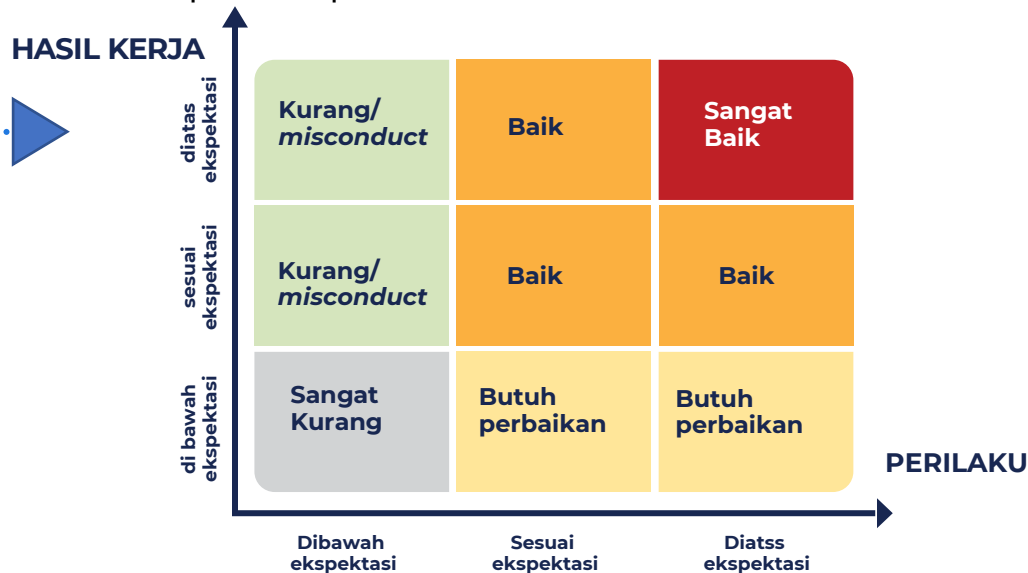 HASIL KERJA
diatas
ekspektasi
Kurang/
misconduct
Baik
Sangat
Baik
sesuai
ekspektasi
Kurang/
misconduct
Baik
Baik
di bawah
ekspektasi
Sangat
Kurang
Butuh
perbaikan
Butuh
perbaikan
PERILAKU
Dibawah
ekspektasi
Sesuai
ekspektasi
Diatss
ekspektasi